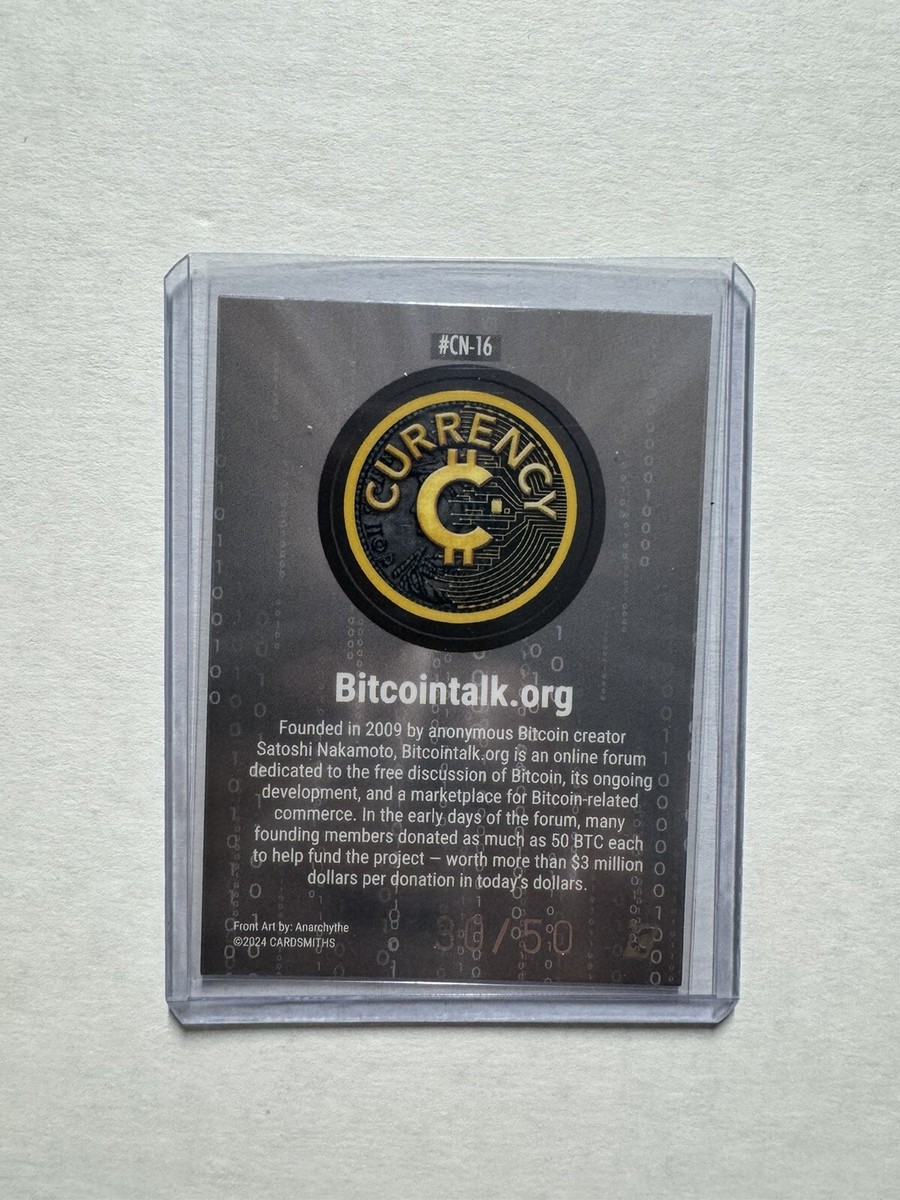 #CN-16
CURRENCY
Bitcointalk.org
Founded in 2009 by anonymous Bitcoin creator
Satoshi Nakamoto, Bitcointalk.org is an online forum
dedicated to the free discussion of Bitcoin, its ongoing
development, and a marketplace for Bitcoin-related
commerce. In the early days of the forum, many
founding members donated as much as 50 BTC each
to help fund the project — worth more than $3 million
dollars per donation in today's dollars.
Front Art by: Anarchythe
©2024 CARDSMITHS